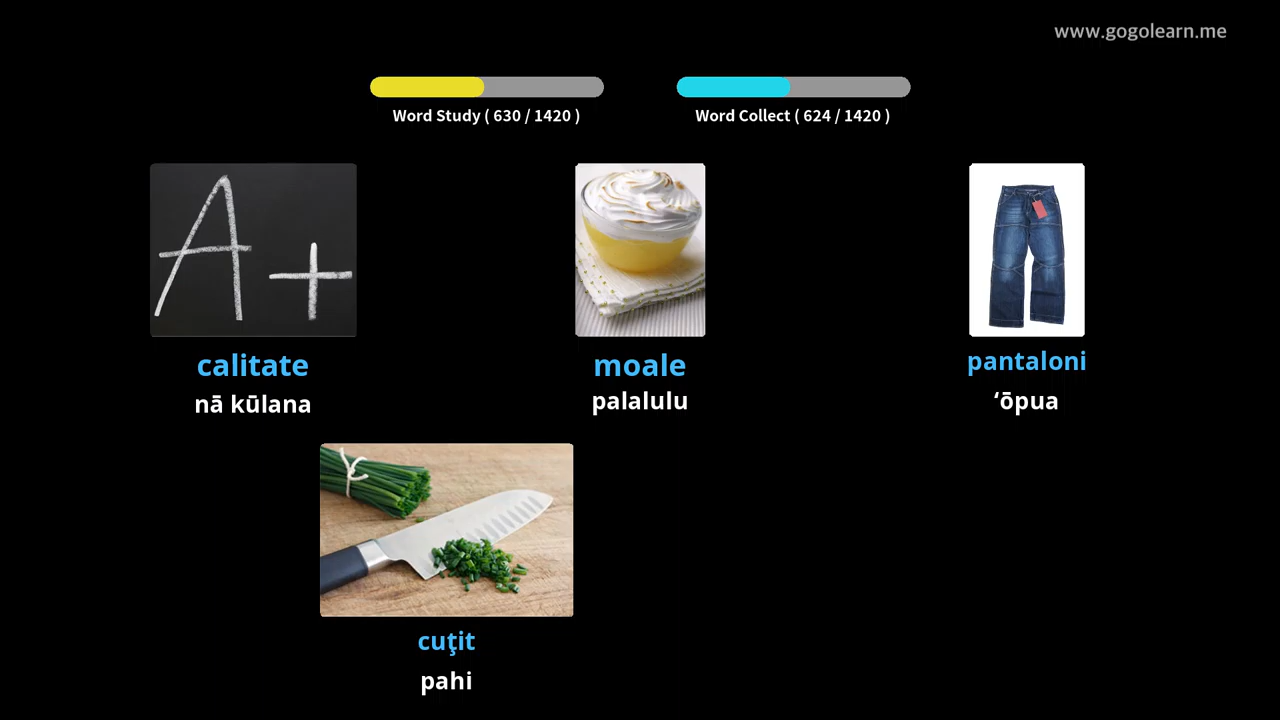 www.gogolearn.me
Word Study ( 630 / 1420 )
Word Collect ( 624 / 1420 )
A+
calitate
nā kūlana
moale
palalulu
pantaloni
ʻōpua
cuţit
pahi